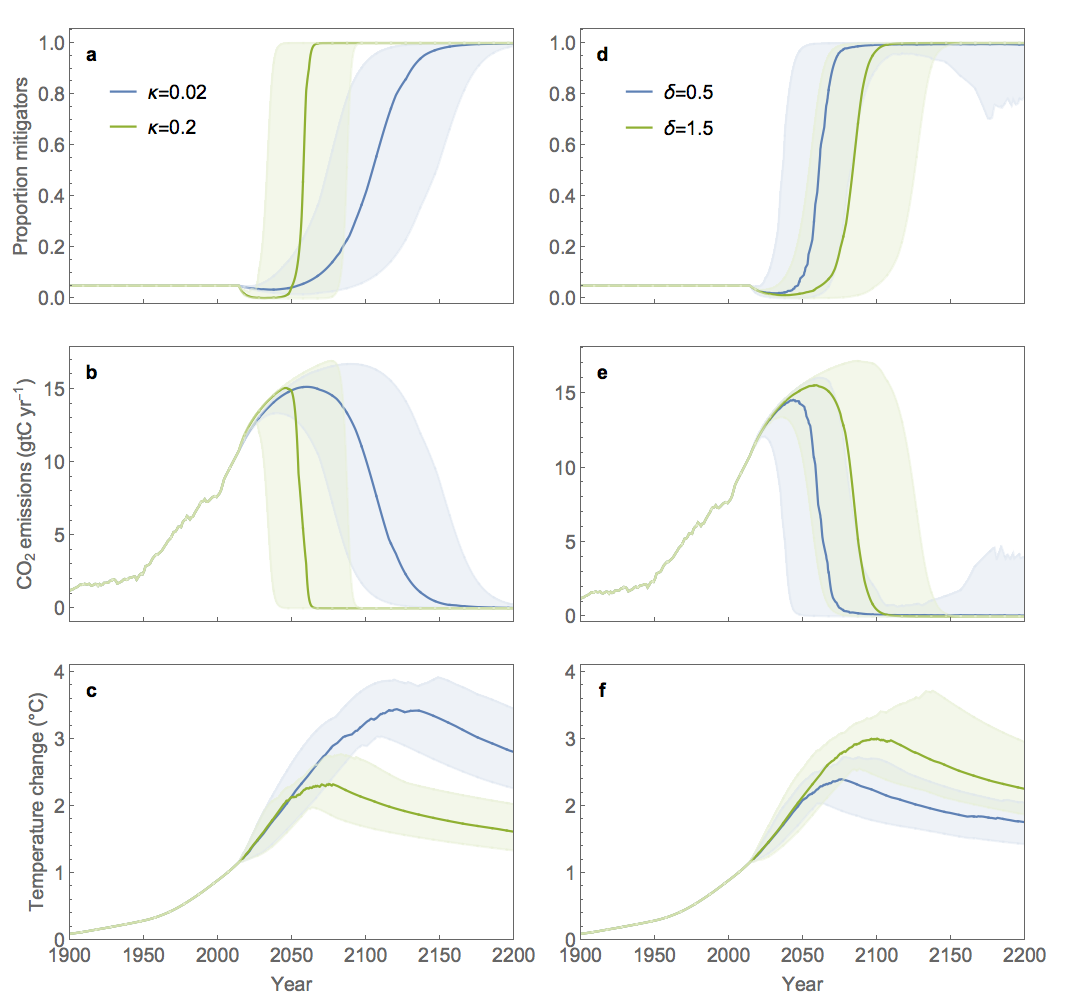 a
κ=0.02
κ=0.2
Proportion mitigators
1.0
0.8
0.6
0.4
0.2
0.0
d
δ=0.5
δ=1.5
1.0
0.8
0.6
0.4
0.2
0.0
b
CO2 emissions (gtC yr−1)
15
10
5
0
e
15
10
5
0
c
Temperature change (°C)
4
3
2
1
0
1900 1950 2000 2050 2100 2150 2200
Year
f
4
3
2
1
0
1900 1950 2000 2050 2100 2150 2200
Year